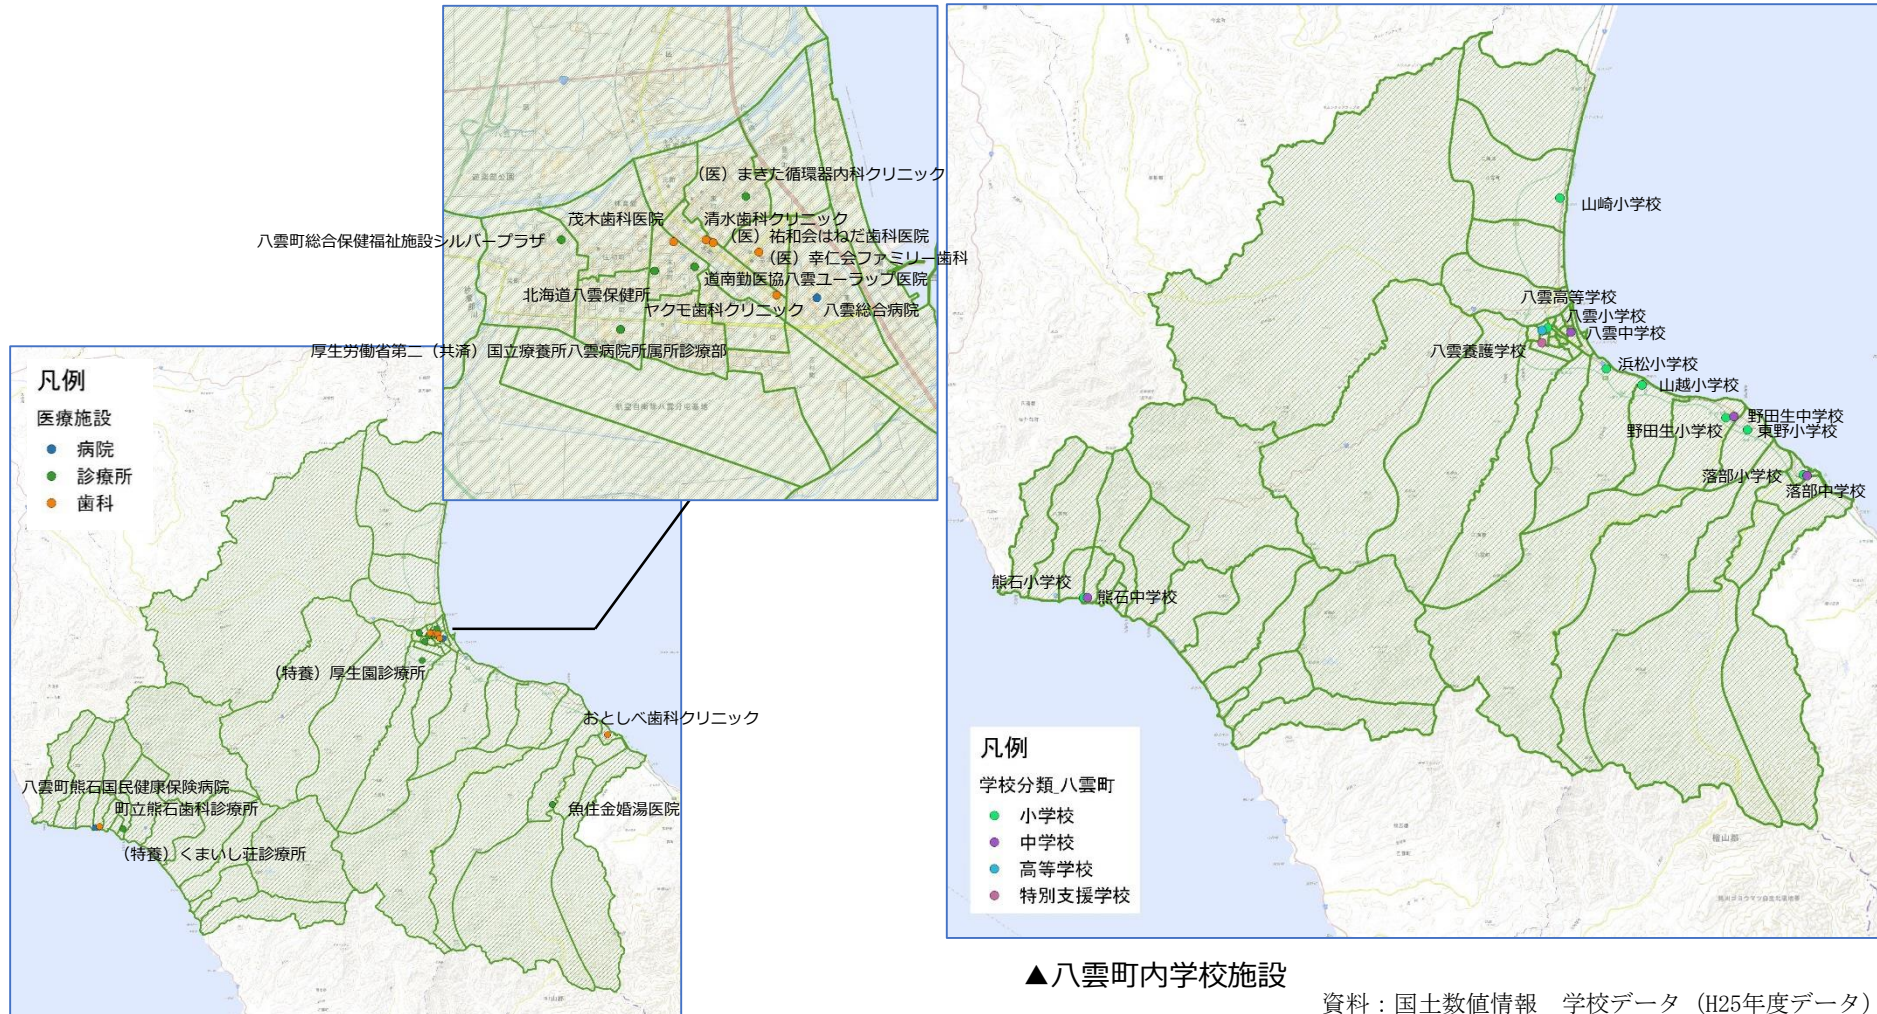 （医）まきた循環器内科クリニック
茂木歯科医院
清水歯科クリニック
（医）祐和会はねだ歯科医院
八雲町総合保健福祉施設シルバープラザ
（医）幸仁会ファミリー歯科
道南勤医協八雲ユーラップ医院
北海道八雲保健所
ヤクモ歯科クリニック
八雲総合病院
厚生労働省第二（共済）国立療養所八雲病院所属所診療部
凡例
医療施設
病院
診療所
歯科
（特養）厚生園診療所
おとしべ歯科クリニック
八雲町熊石国民健康保険病院
町立熊石歯科診療所
魚住金婚湯医院
（特養）くまいし荘診療所
山崎小学校
八雲高等学校
八雲小学校
八雲中学校
八雲養護学校
浜松小学校
山越小学校
野田生中学校
野田生小学校
東野小学校
落部小学校
落部中学校
熊石小学校
熊石中学校
凡例
学校分類_八雲町
小学校
中学校
高等学校
特別支援学校
檜山郡
▲八雲町内学校施設
資料：国土数値情報　学校データ（H25年度データ）